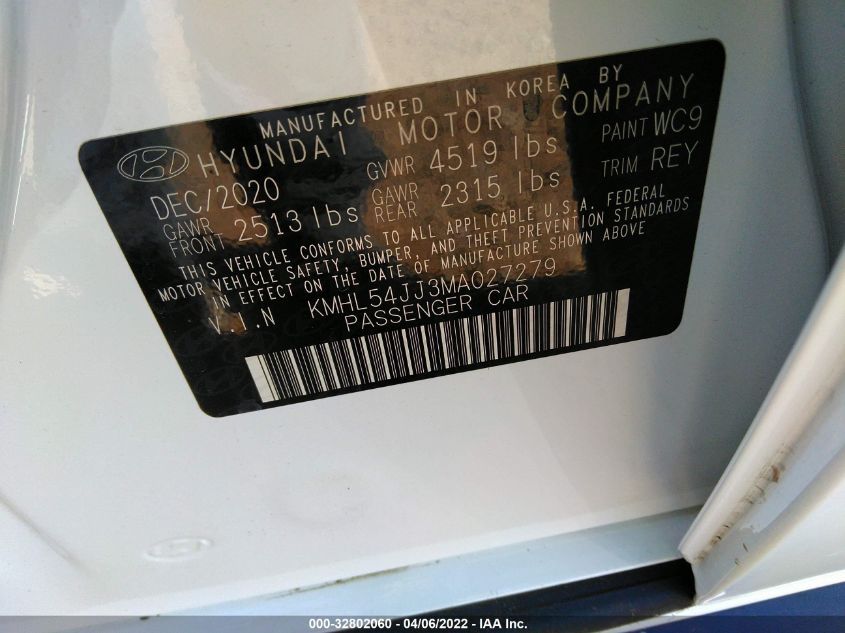 MANUFACTURED IN KOREA BY
HYUNDAI MOTOR COMPANY
DEC/2020 GVWR 4519 lbs PAINT WC9
GAWR FRONT 2513 lbs GAWR REAR 2315 lbs TRIM REY
THIS VEHICLE CONFORMS TO ALL APPLICABLE U.S.A. FEDERAL
MOTOR VEHICLE SAFETY, BUMPER, AND THEFT PREVENTION STANDARDS
IN EFFECT ON THE DATE OF MANUFACTURE SHOWN ABOVE
V.I.N KMHL54JJ3MA027279
PASSENGER CAR
000-32802060 - 04/06/2022 - IAA Inc.